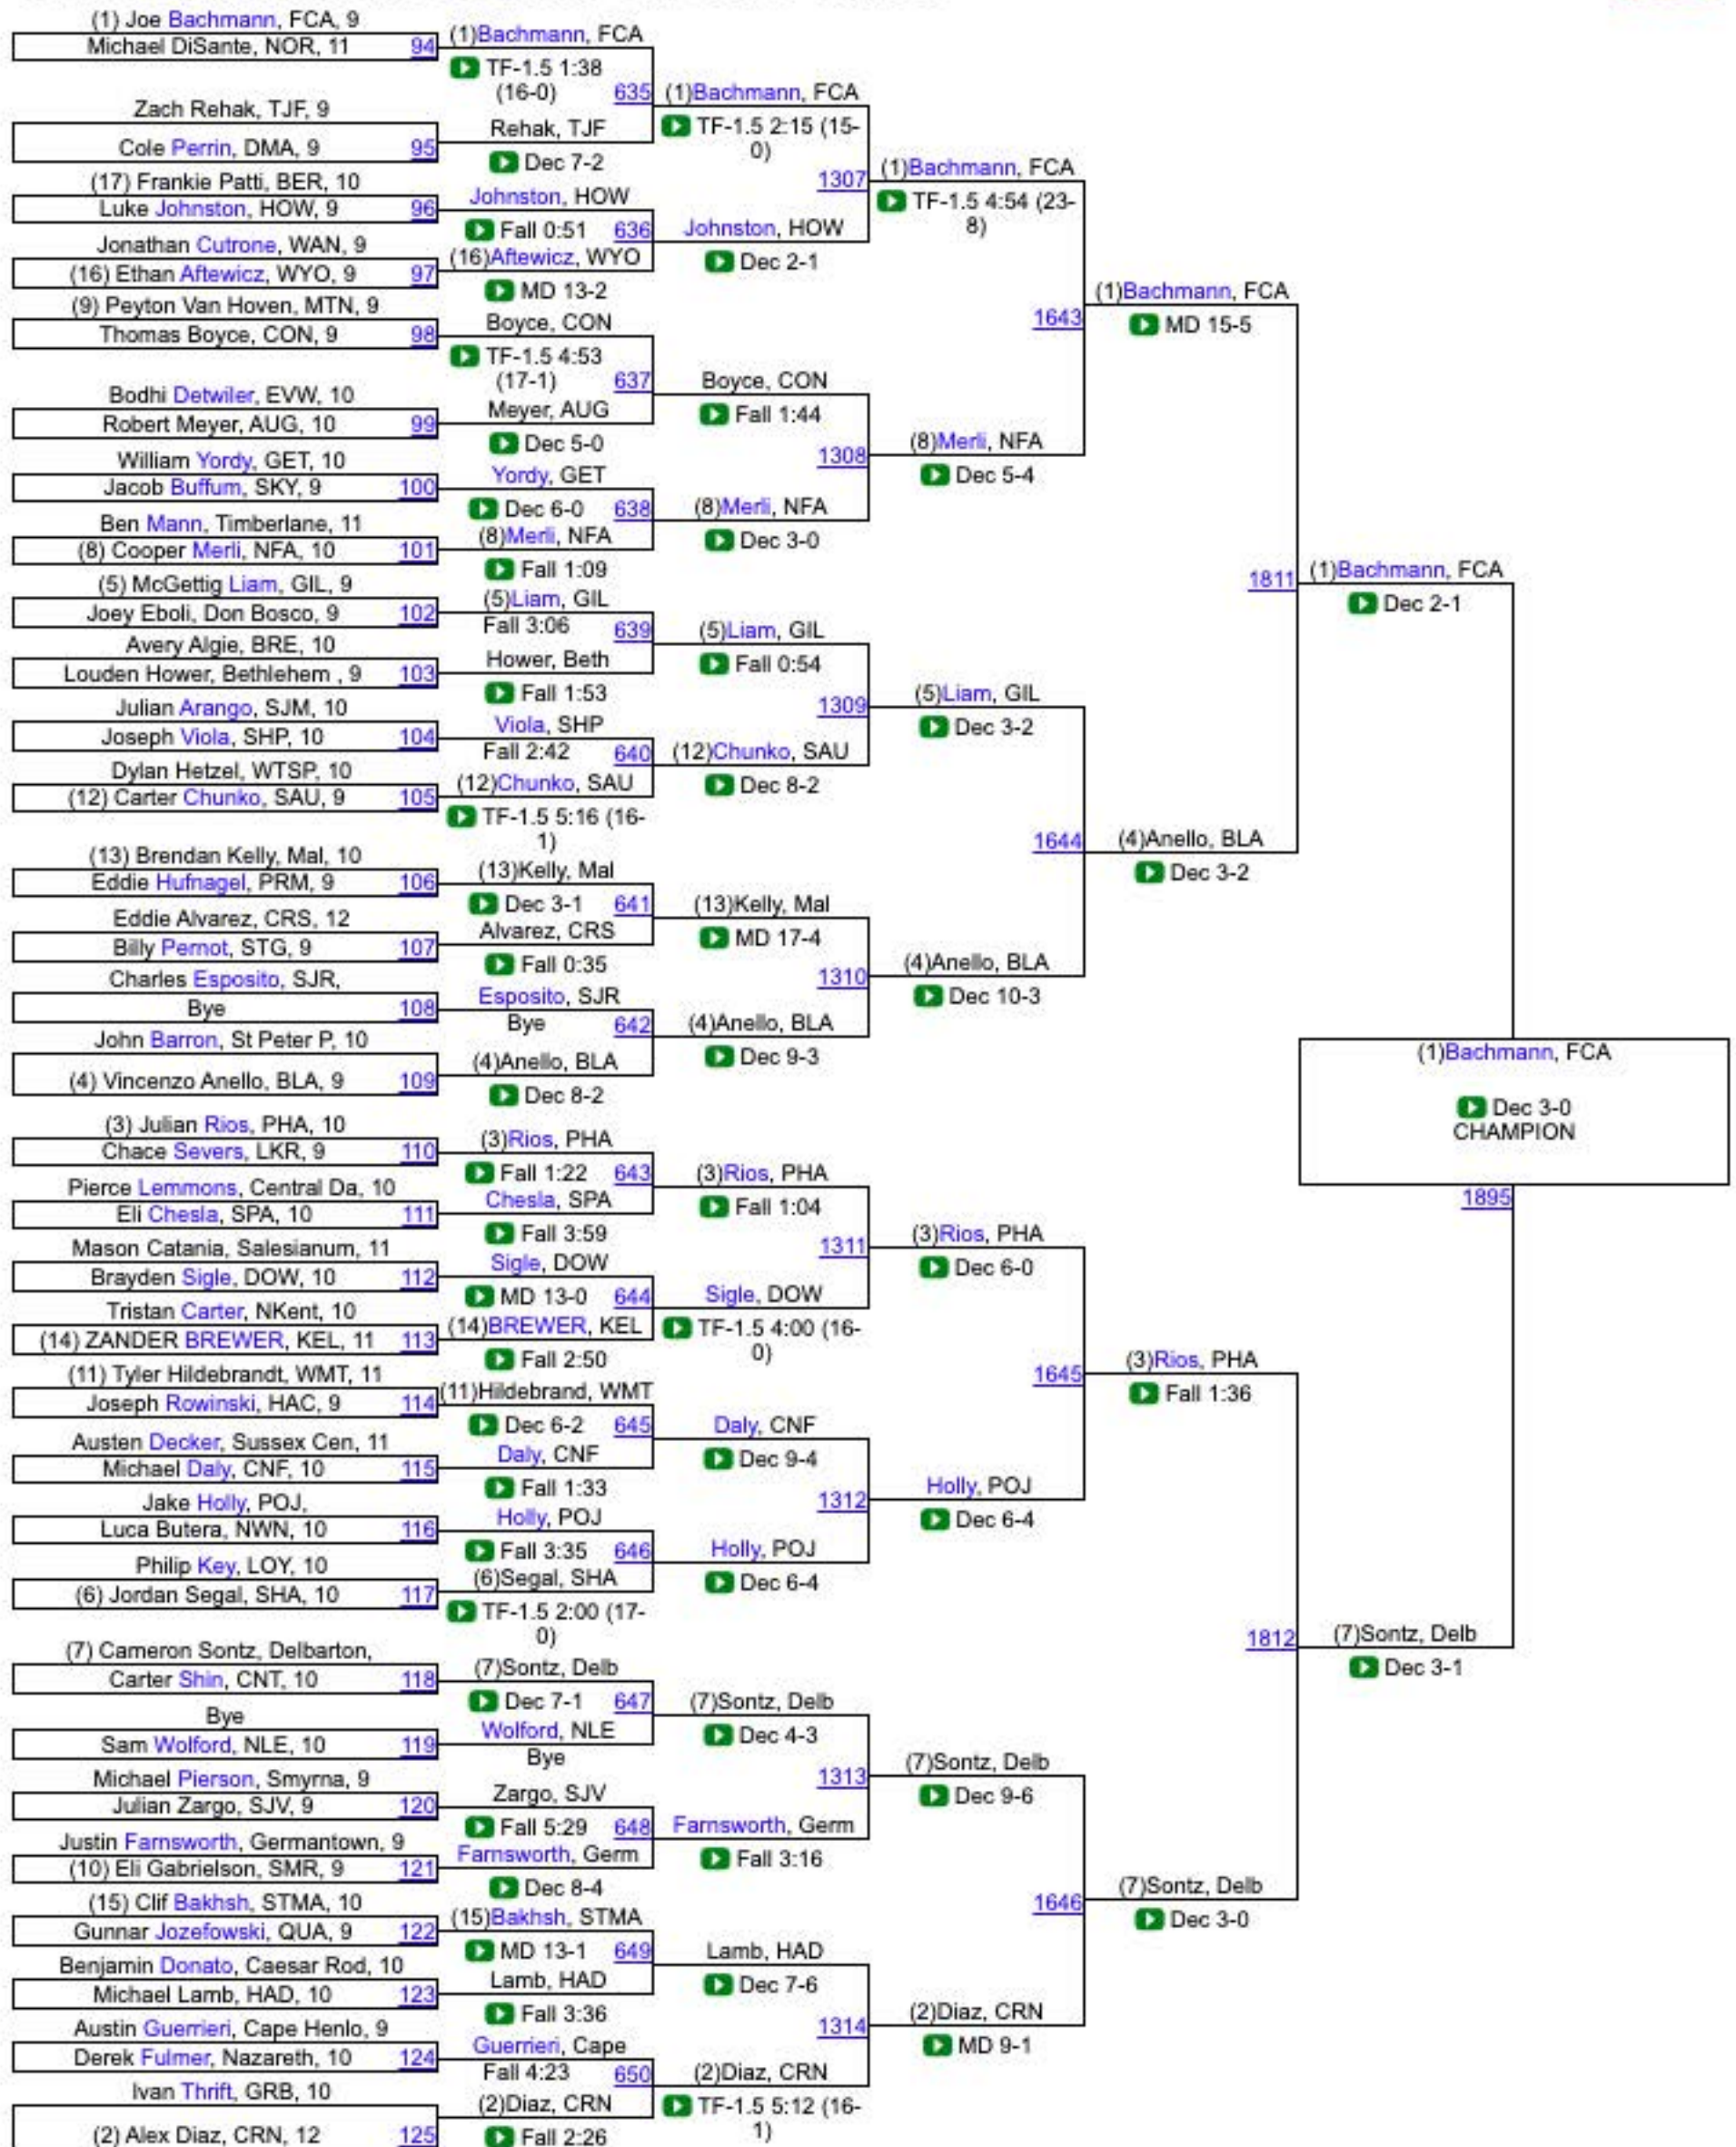 (1) Joe Bachmann, FCA, 9
Michael DiSante, NOR, 11 94
Zach Rehak, TJF, 9
Cole Perrin, DMA, 9 95
(17) Frankie Patti, BER, 10
Luke Johnston, HOW, 9 96
Jonathan Cutrone, WAN, 9
(16) Ethan Aftewicz, WYO, 9 97
(9) Peyton Van Hoven, MTN, 9
Thomas Boyce, CON, 9 98
Bodhi Detwiler, EVW, 10
Robert Meyer, AUG, 10 99
William Yordy, GET, 10
Jacob Buffum, SKY, 9 100
Ben Mann, Timberlane, 11
(8) Cooper Merli, NFA, 10 101
(5) McGettig Liam, GIL, 9
Joey Eboli, Don Bosco, 9 102
Avery Algie, BRE, 10
Louden Hower, Bethlehem , 9 103
Julian Arango, SJM, 10
Joseph Viola, SHP, 10 104
Dylan Hetzel, WTSP, 10
(12) Carter Chunko, SAU, 9 105
(13) Brendan Kelly, Mal, 10
Eddie Hufnagel, PRM, 9 106
Eddie Alvarez, CRS, 12
Billy Pernot, STG, 9 107
Charles Esposito, SJR,
Bye 108
John Barron, St Peter P, 10
(4) Vincenzo Anello, BLA, 9 109
(3) Julian Rios, PHA, 10
Chace Severs, LKR, 9 110
Pierce Lemmons, Central Da, 10
Eli Chesla, SPA, 10 111
Mason Catania, Salesianum, 11
Brayden Sigle, DOW, 10 112
Tristan Carter, NKent, 10
(14) ZANDER BREWER, KEL, 11 113
(11) Tyler Hildebrandt, WMT, 11
Joseph Rowinski, HAC, 9 114
Austen Decker, Sussex Cen, 11
Michael Daly, CNF, 10 115
Jake Holly, POJ,
Luca Butera, NWN, 10 116
Philip Key, LOY, 10
(6) Jordan Segal, SHA, 10 117
(7) Cameron Sontz, Delbarton,
Carter Shin, CNT, 10 118
Bye
Sam Wolford, NLE, 10 119
Michael Pierson, Smyrna, 9
Julian Zargo, SJV, 9 120
Justin Farnsworth, Germantown, 9
(10) Eli Gabrielson, SMR, 9 121
(15) Clif Bakhsh, STMA, 10
Gunnar Jozefowski, QUA, 9 122
Benjamin Donato, Caesar Rod, 10
Michael Lamb, HAD, 10 123
Austin Guerrieri, Cape Henlo, 9
Derek Fulmer, Nazareth, 10 124
Ivan Thrift, GRB, 10
(2) Alex Diaz, CRN, 12 125
(1)Bachmann, FCA
TF-1.5 1:38
(16-0) 635
Rehak, TJF
Dec 7-2
Johnston, HOW
Fall 0:51 636
(16)Aftewicz, WYO
MD 13-2
Boyce, CON
TF-1.5 4:53
(17-1) 637
Meyer, AUG
Dec 5-0
Yordy, GET
Dec 6-0 638
(8)Merli, NFA
Fall 1:09
(5)Liam, GIL
Fall 3:06 639
Hower, Beth
Fall 1:53
Viola, SHP
Fall 2:42 640
(12)Chunko, SAU
TF-1.5 5:16 (16-
1)
(13)Kelly, Mal
Dec 3-1 641
Alvarez, CRS
Fall 0:35
Esposito, SJR
Bye 642
(4)Anello, BLA
Dec 8-2
(3)Rios, PHA
Fall 1:22 643
Chesla, SPA
Fall 3:59
Sigle, DOW
MD 13-0 644
(14)BREWER, KEL
Fall 2:50
(11)Hildebrand, WMT
Dec 6-2 645
Daly, CNF
Fall 1:33
Holly, POJ
Fall 3:35 646
(6)Segal, SHA
TF-1.5 2:00 (17-
0)
(7)Sontz, Delb
Dec 7-1 647
Wolford, NLE
Bye
Zargo, SJV
Fall 5:29 648
Farnsworth, Germ
Dec 8-4
(15)Bakhsh, STMA
MD 13-1 649
Lamb, HAD
Fall 3:36
Guerrieri, Cape
Fall 4:23 650
(2)Diaz, CRN
Fall 2:26
(1)Bachmann, FCA
TF-1.5 2:15 (15-
0)
1307
Johnston, HOW
Dec 2-1
Boyce, CON
Fall 1:44
1308
(8)Merli, NFA
Dec 3-0
(5)Liam, GIL
Fall 0:54
1309
(12)Chunko, SAU
Dec 8-2
(13)Kelly, Mal
MD 17-4
1310
(4)Anello, BLA
Dec 9-3
(3)Rios, PHA
Fall 1:04
1311
Sigle, DOW
TF-1.5 4:00 (16-
0)
Daly, CNF
Dec 9-4
1312
Holly, POJ
Dec 6-4
(7)Sontz, Delb
Dec 4-3
1313
Farnsworth, Germ
Fall 3:16
Lamb, HAD
Dec 7-6
1314
(2)Diaz, CRN
TF-1.5 5:12 (16-
1)
(1)Bachmann, FCA
TF-1.5 4:54 (23-
8)
1643
(8)Merli, NFA
Dec 5-4
(5)Liam, GIL
Dec 3-2
1644
(4)Anello, BLA
Dec 10-3
(3)Rios, PHA
Dec 6-0
1645
Holly, POJ
Dec 6-4
(7)Sontz, Delb
Dec 9-6
1646
(2)Diaz, CRN
MD 9-1
(1)Bachmann, FCA
MD 15-5
1811
(4)Anello, BLA
Dec 3-2
(3)Rios, PHA
Fall 1:36
1812
(7)Sontz, Delb
Dec 3-0
(1)Bachmann, FCA
Dec 2-1
(7)Sontz, Delb
Dec 3-1
(1)Bachmann, FCA
Dec 3-0
CHAMPION
1895